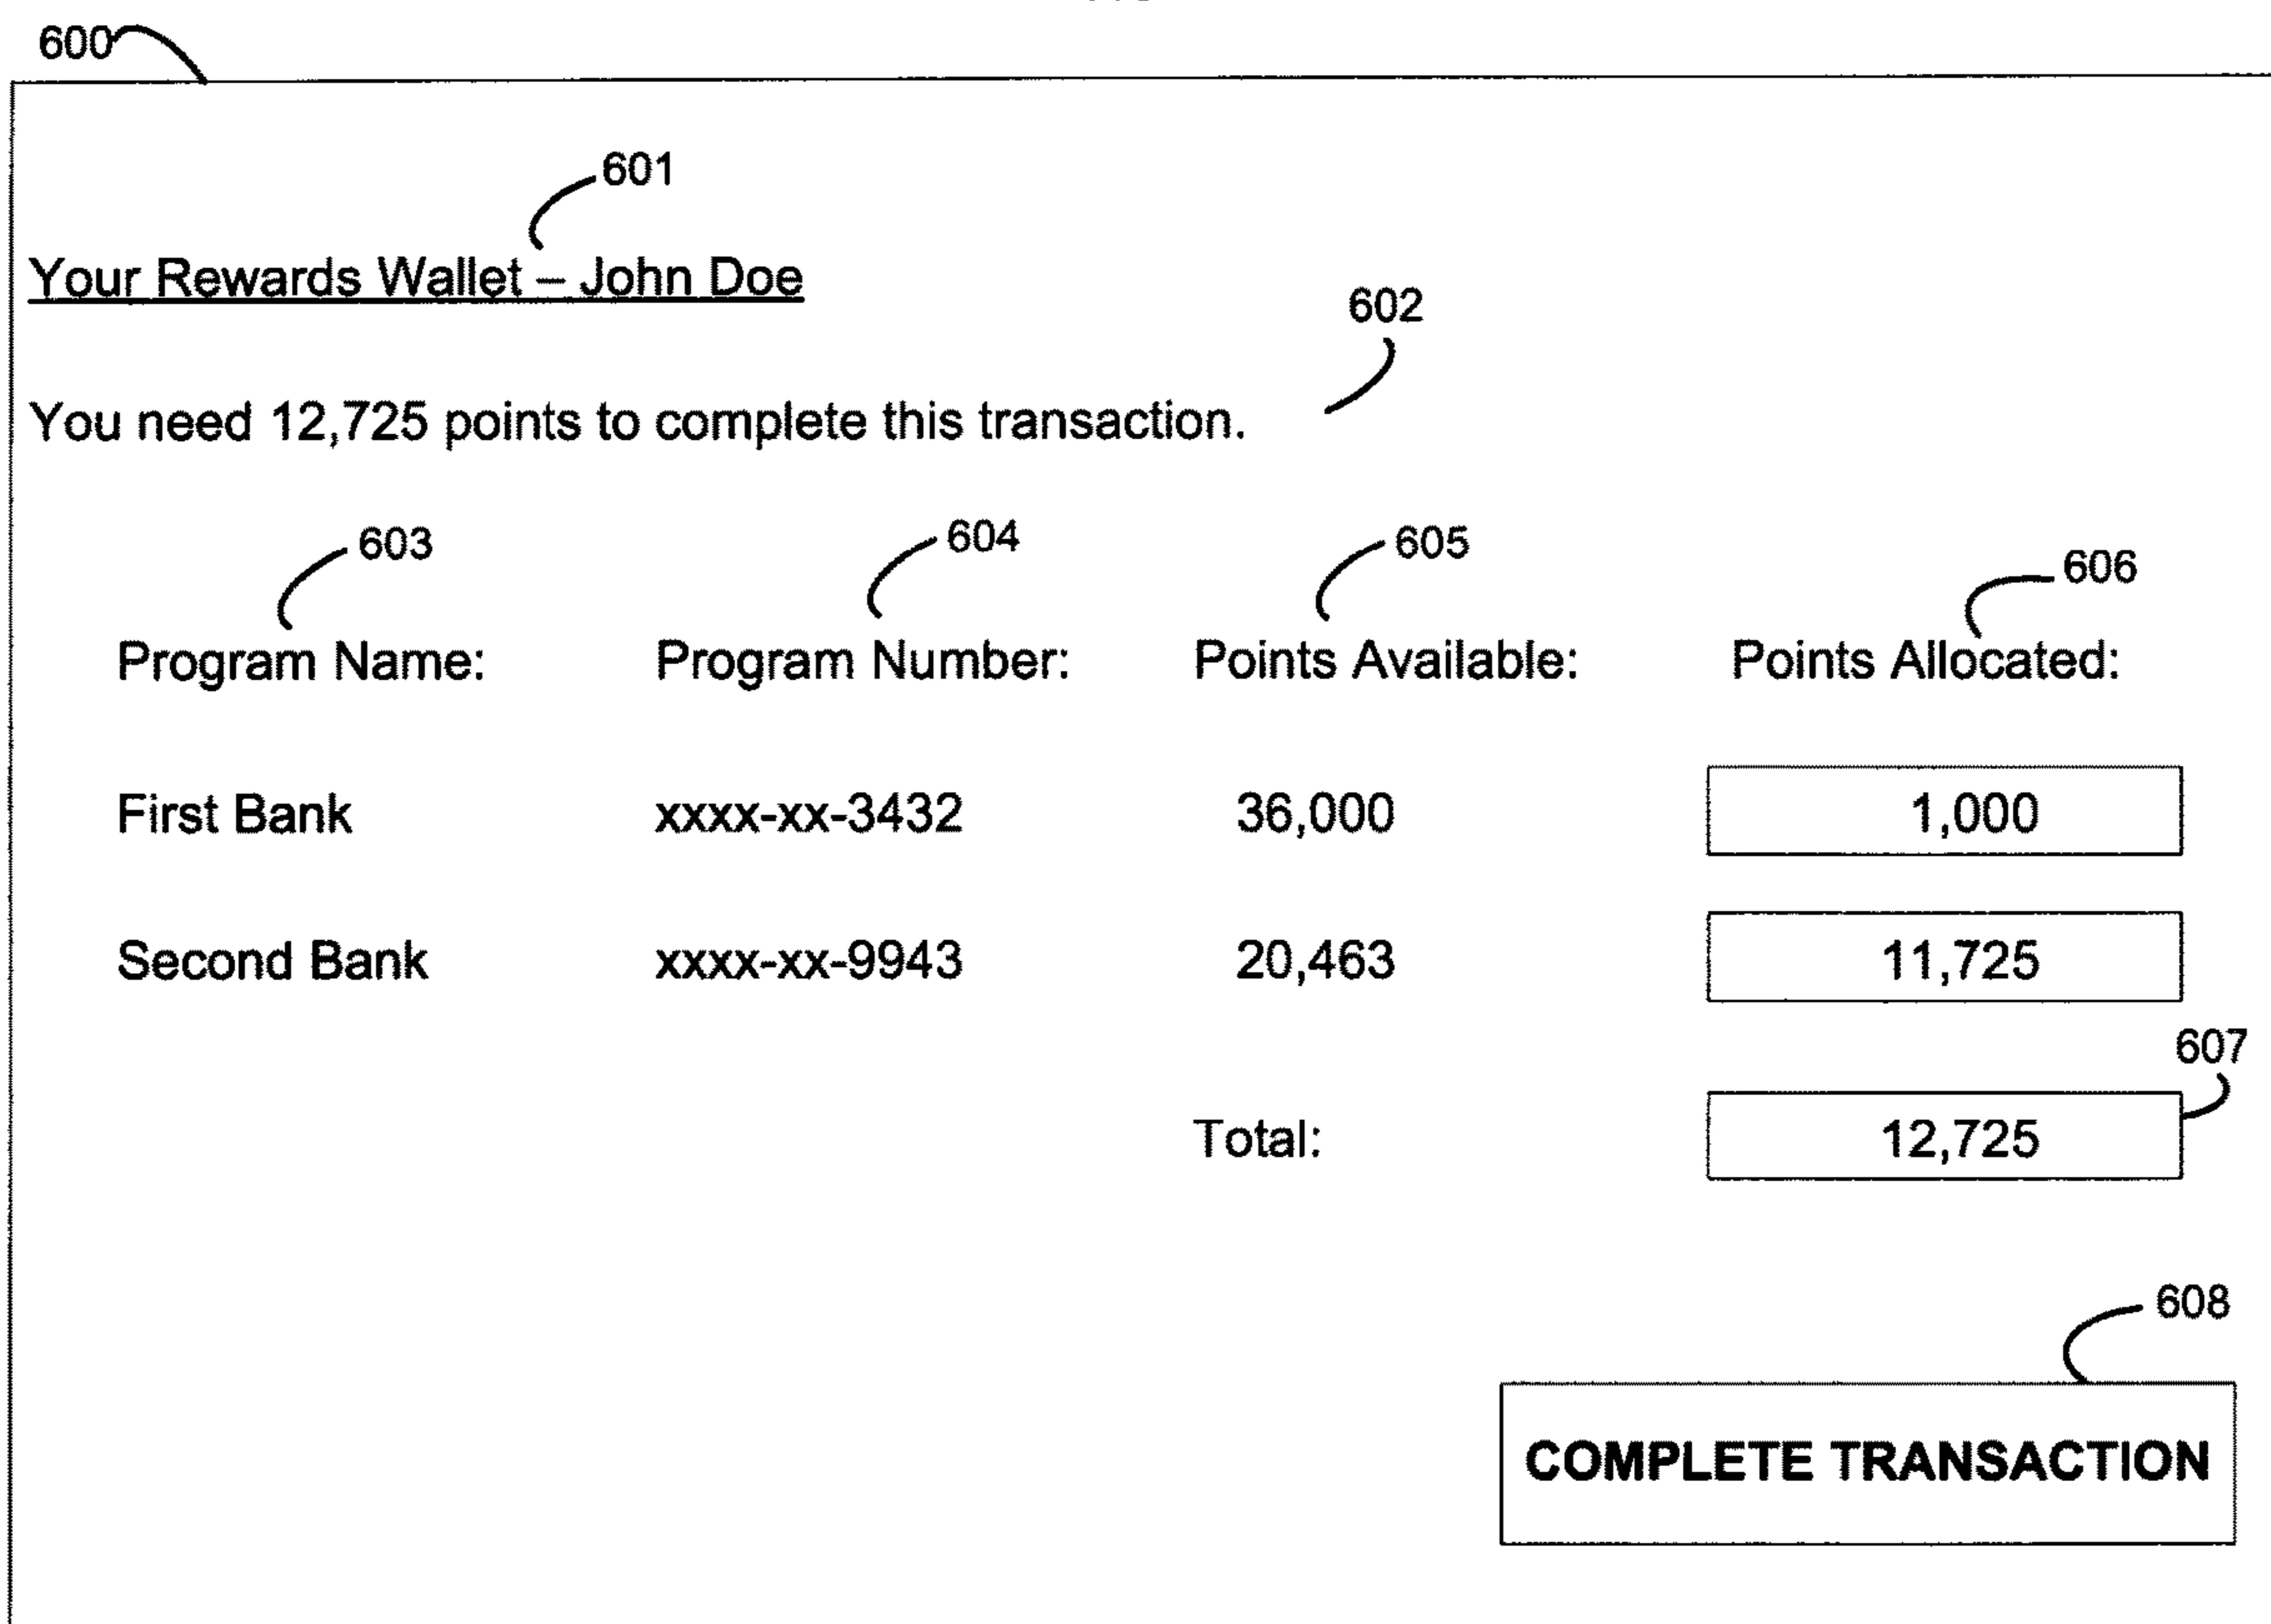 600
601
Your Rewards Wallet – John Doe
602
You need 12,725 points to complete this transaction.
603 604 605 606
Program Name: Program Number: Points Available: Points Allocated:
First Bank xxxx-xx-3432 36,000 1,000
Second Bank xxxx-xx-9943 20,463 11,725
607
Total: 12,725
608
COMPLETE TRANSACTION